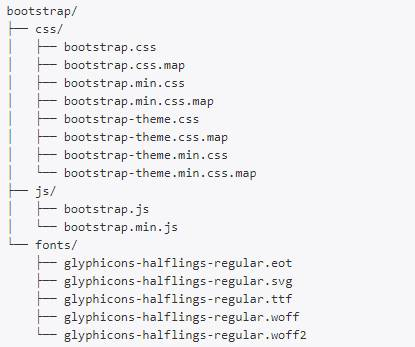 bootstrap/
├── css/
│   ├── bootstrap.css
│   ├── bootstrap.css.map
│   ├── bootstrap.min.css
│   ├── bootstrap.min.css.map
│   ├── bootstrap-theme.css
│   ├── bootstrap-theme.css.map
│   ├── bootstrap-theme.min.css
│   └── bootstrap-theme.min.css.map
├── js/
│   ├── bootstrap.js
│   └── bootstrap.min.js
└── fonts/
    ├── glyphicons-halflings-regular.eot
    ├── glyphicons-halflings-regular.svg
    ├── glyphicons-halflings-regular.ttf
    ├── glyphicons-halflings-regular.woff
    └── glyphicons-halflings-regular.woff2